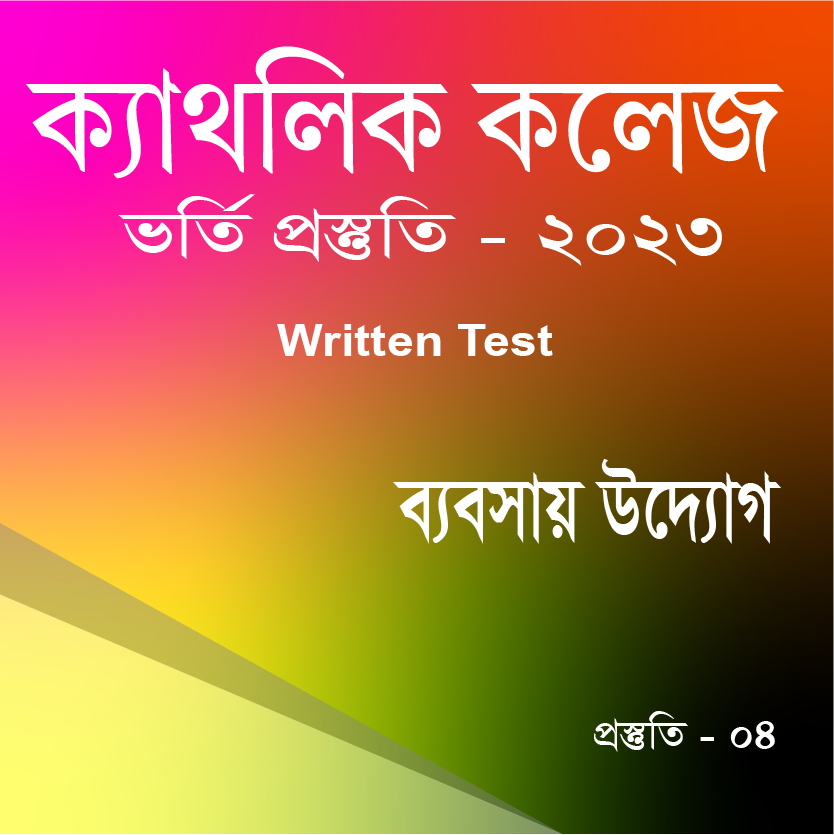 ক্যাথলিক কলেজ
ভর্তি প্রস্তুতি - ২০২৩
Written Test
ব্যবসায় উদ্যোগ
প্রস্তুতি - ০৪